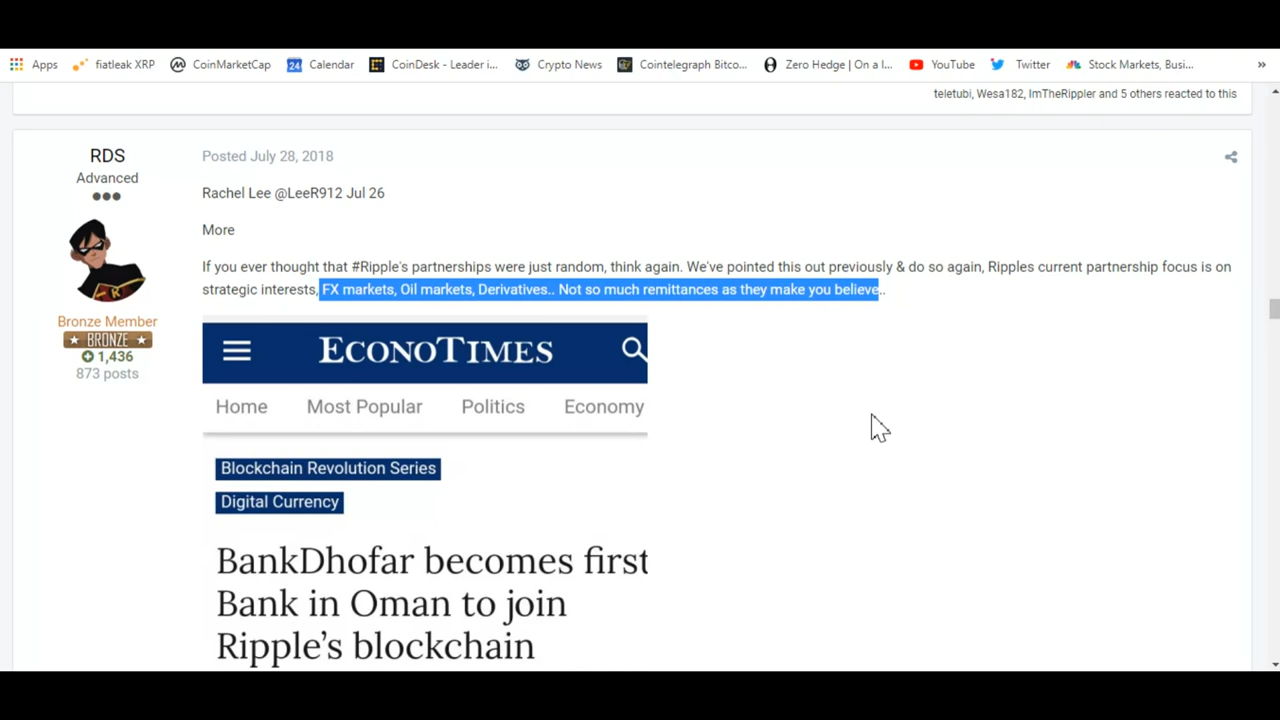 Apps fiatleak XRP CoinMarketCap 24 Calendar CoinDesk - Leader i... Crypto News Cointelegraph Bitco... Zero Hedge | On a l... YouTube Twitter Stock Markets, Busi... »
teletubi, Wesa182, ImTheRippler and 5 others reacted to this
RDS
Advanced
Bronze Member
BRONZE
1,436
873 posts
Posted July 28, 2018
Rachel Lee @LeeR912 Jul 26
More
If you ever thought that #Ripple's partnerships were just random, think again. We've pointed this out previously & do so again, Ripples current partnership focus is on
strategic interests, FX markets, Oil markets, Derivatives.. Not so much remittances as they make you believe..
ECONOTIMES
Home Most Popular Politics Economy
Blockchain Revolution Series
Digital Currency
BankDhofar becomes first
Bank in Oman to join
Ripple's blockchain